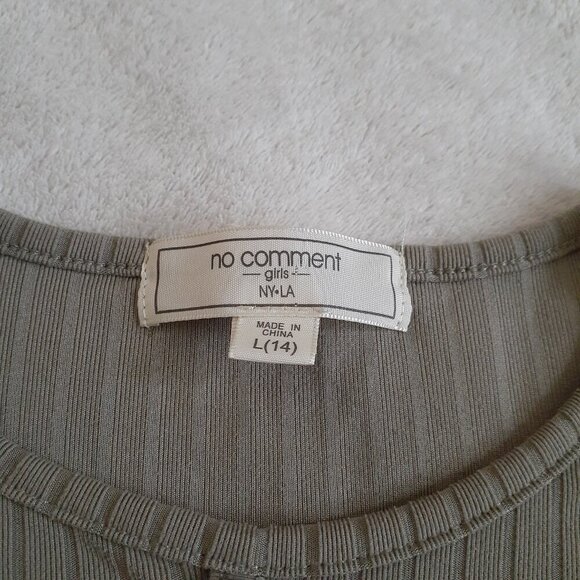 no comment
girls
NY•LA
MADE IN
CHINA
L(14)